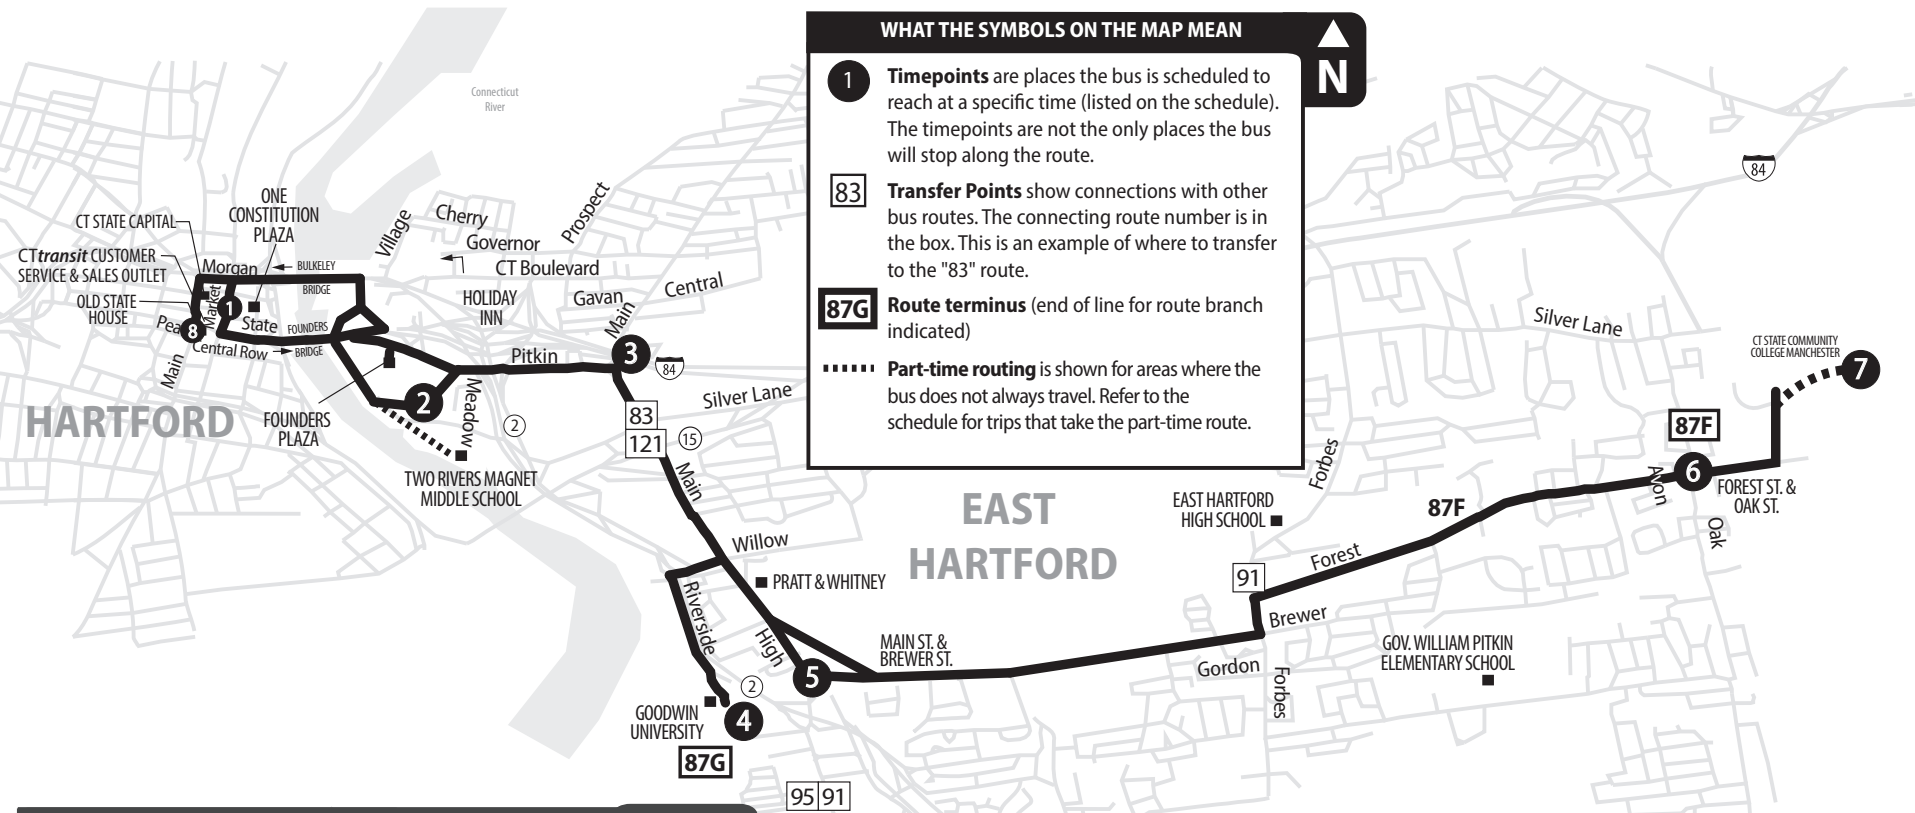 WHAT THE SYMBOLS ON THE MAP MEAN
N
1
Timepoints are places the bus is scheduled to
reach at a specific time (listed on the schedule).
The timepoints are not the only places the bus
will stop along the route.
83
Transfer Points show connections with other
bus routes. The connecting route number is in
the box. This is an example of where to transfer
to the "83" route.
87G
Route terminus (end of line for route branch
indicated)
Part-time routing is shown for areas where the
bus does not always travel. Refer to the
schedule for trips that take the part-time route.
Connecticut
River
ONE
CONSTITUTION
PLAZA
CT STATE CAPITAL
CTtransit CUSTOMER
SERVICE & SALES OUTLET
OLD STATE
HOUSE
Morgan
BULKELEY
BRIDGE
Market
1
8
State
FOUNDERS
BRIDGE
Central Row
Main
HARTFORD
FOUNDERS
PLAZA
Village
Cherry
Governor
CT Boulevard
Prospect
HOLIDAY
INN
Gavan
Main
Central
Pitkin
3
84
2
Meadow
2
Silver Lane
83
121
15
Main
TWO RIVERS MAGNET
MIDDLE SCHOOL
Willow
PRATT & WHITNEY
Riverside
High
5
MAIN ST. &
BREWER ST.
GOODWIN
UNIVERSITY
2
4
87G
95
91
EAST
HARTFORD
84
Silver Lane
CT STATE COMMUNITY
COLLEGE MANCHESTER
7
87F
6
Avon
FOREST ST. &
OAK ST.
Oak
Forbes
EAST HARTFORD
HIGH SCHOOL
87F
Forest
91
Brewer
Gordon
Forbes
GOV. WILLIAM PITKIN
ELEMENTARY SCHOOL